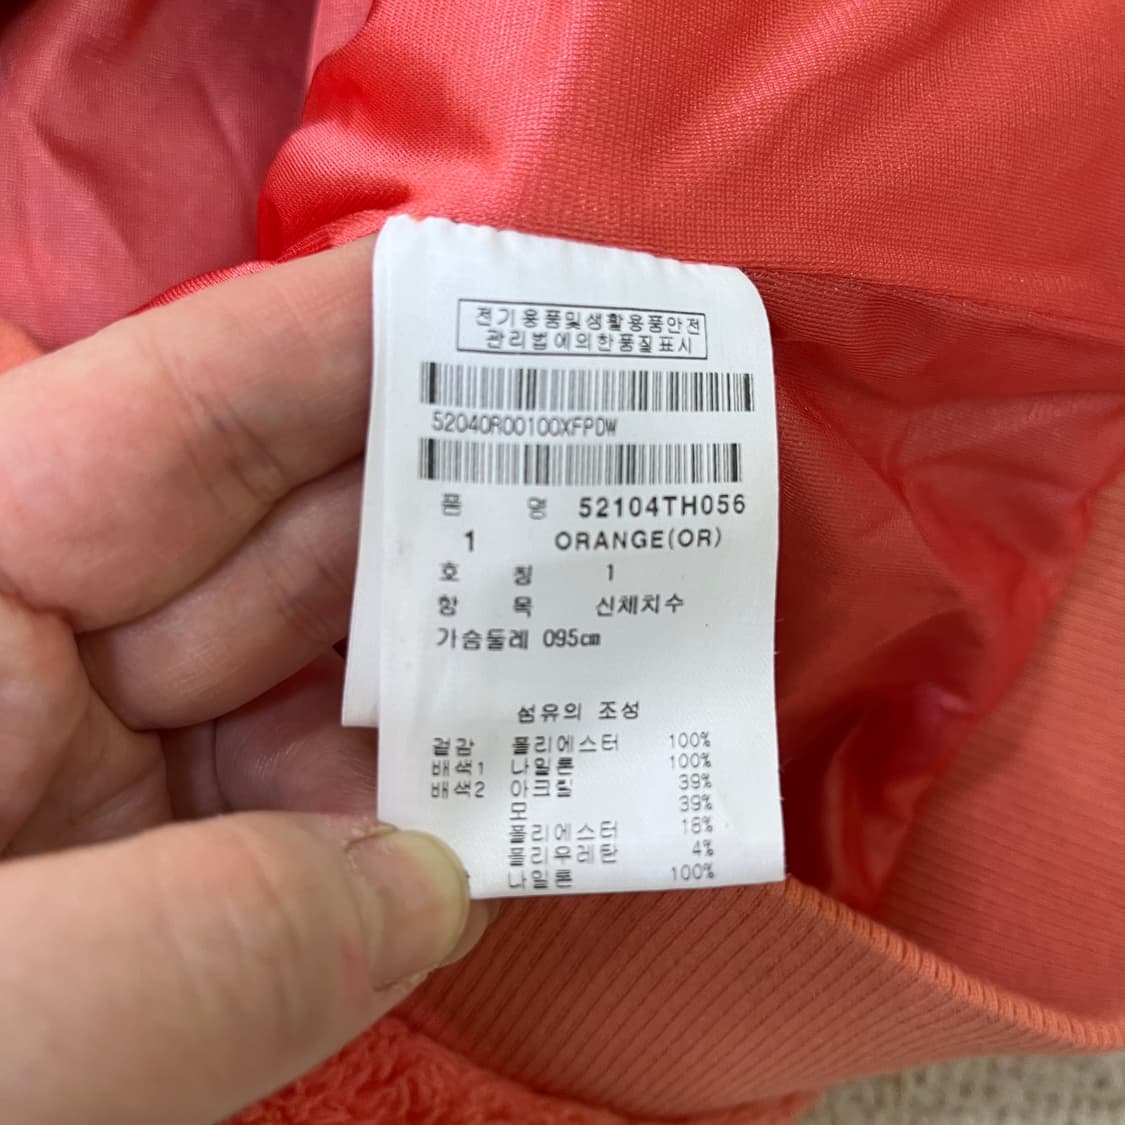 전기용품및생활용품안전
관리법에의한품질표시
52040R00100XFPDW
품 명 52104TH056
1 ORANGE(OR)
호 칭 1
항 목 신체치수
가슴둘레 095cm
섬유의 조성
겉감 폴리에스터 100%
배색1 나일론 100%
배색2 아크릴 39%
모 39%
폴리에스터 18%
폴리우레탄 4%
나일론 100%